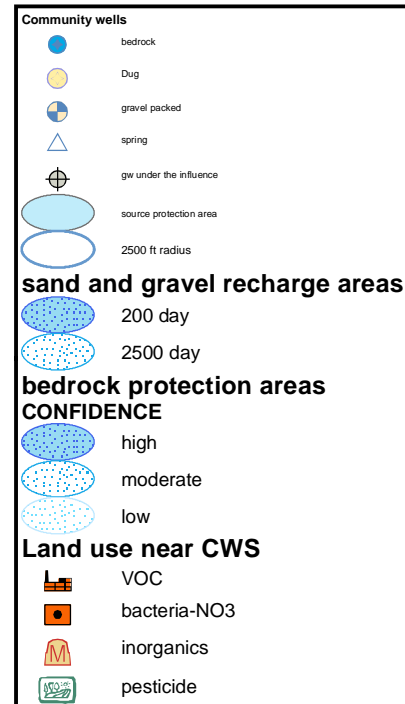 Community wells
bedrock
Dug
gravel packed
spring
gw under the influence
source protection area
2500 ft radius
sand and gravel recharge areas
200 day
2500 day
bedrock protection areas
CONFIDENCE
high
moderate
low
Land use near CWS
VOC
bacteria-NO3
M inorganics
pesticide